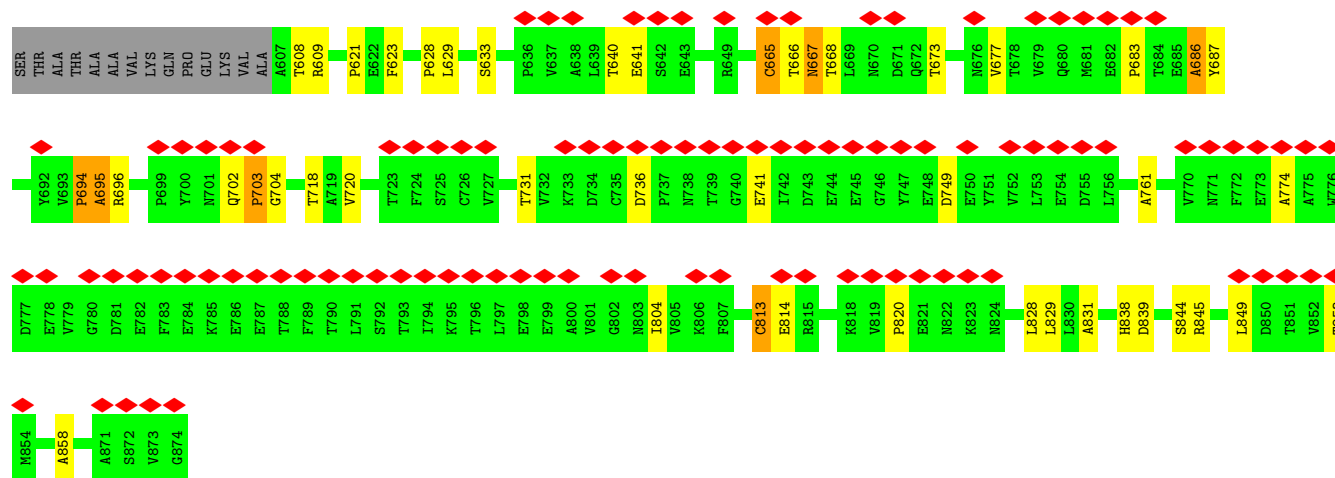 SER THR ALA THR ALA ALA VAL LYS GLN PRO GLU LYS VAL ALA A607 T608 R609 P621 E622 F623 P628 L629 S633 P636 V637 A638 L639 T640 E641 S642 E643 R649 C665 T666 N667 T668 L669 N670 D671 Q672 T673 N676 V677 T678 V679 Q680 M681 E682 P683 T684 E685 A686 Y687
Y692 V693 P694 A695 R696 P699 Y700 N701 Q702 P703 G704 T718 A719 V720 T723 F724 S725 C726 V727 T731 V732 K733 D734 C735 D736 P737 N738 T739 G740 E741 I742 D743 E744 E745 G746 Y747 E748 D749 E750 Y751 V752 L753 E754 D755 L756 A761 V770 N771 F772 E773 A774 A775 W776
D777 E778 V779 G780 D781 E782 F783 E784 K785 E786 E787 T788 F789 T790 L791 S792 T793 I794 K795 T796 L797 E798 E799 A800 V801 G802 N803 I804 V805 K806 F807 C813 E814 R815 K818 V819 P820 E821 N822 K823 N824 L828 L829 L830 A831 H838 D839 S844 R845 L849 D850 T851 V852
M854 A858 A871 S872 V873 G874